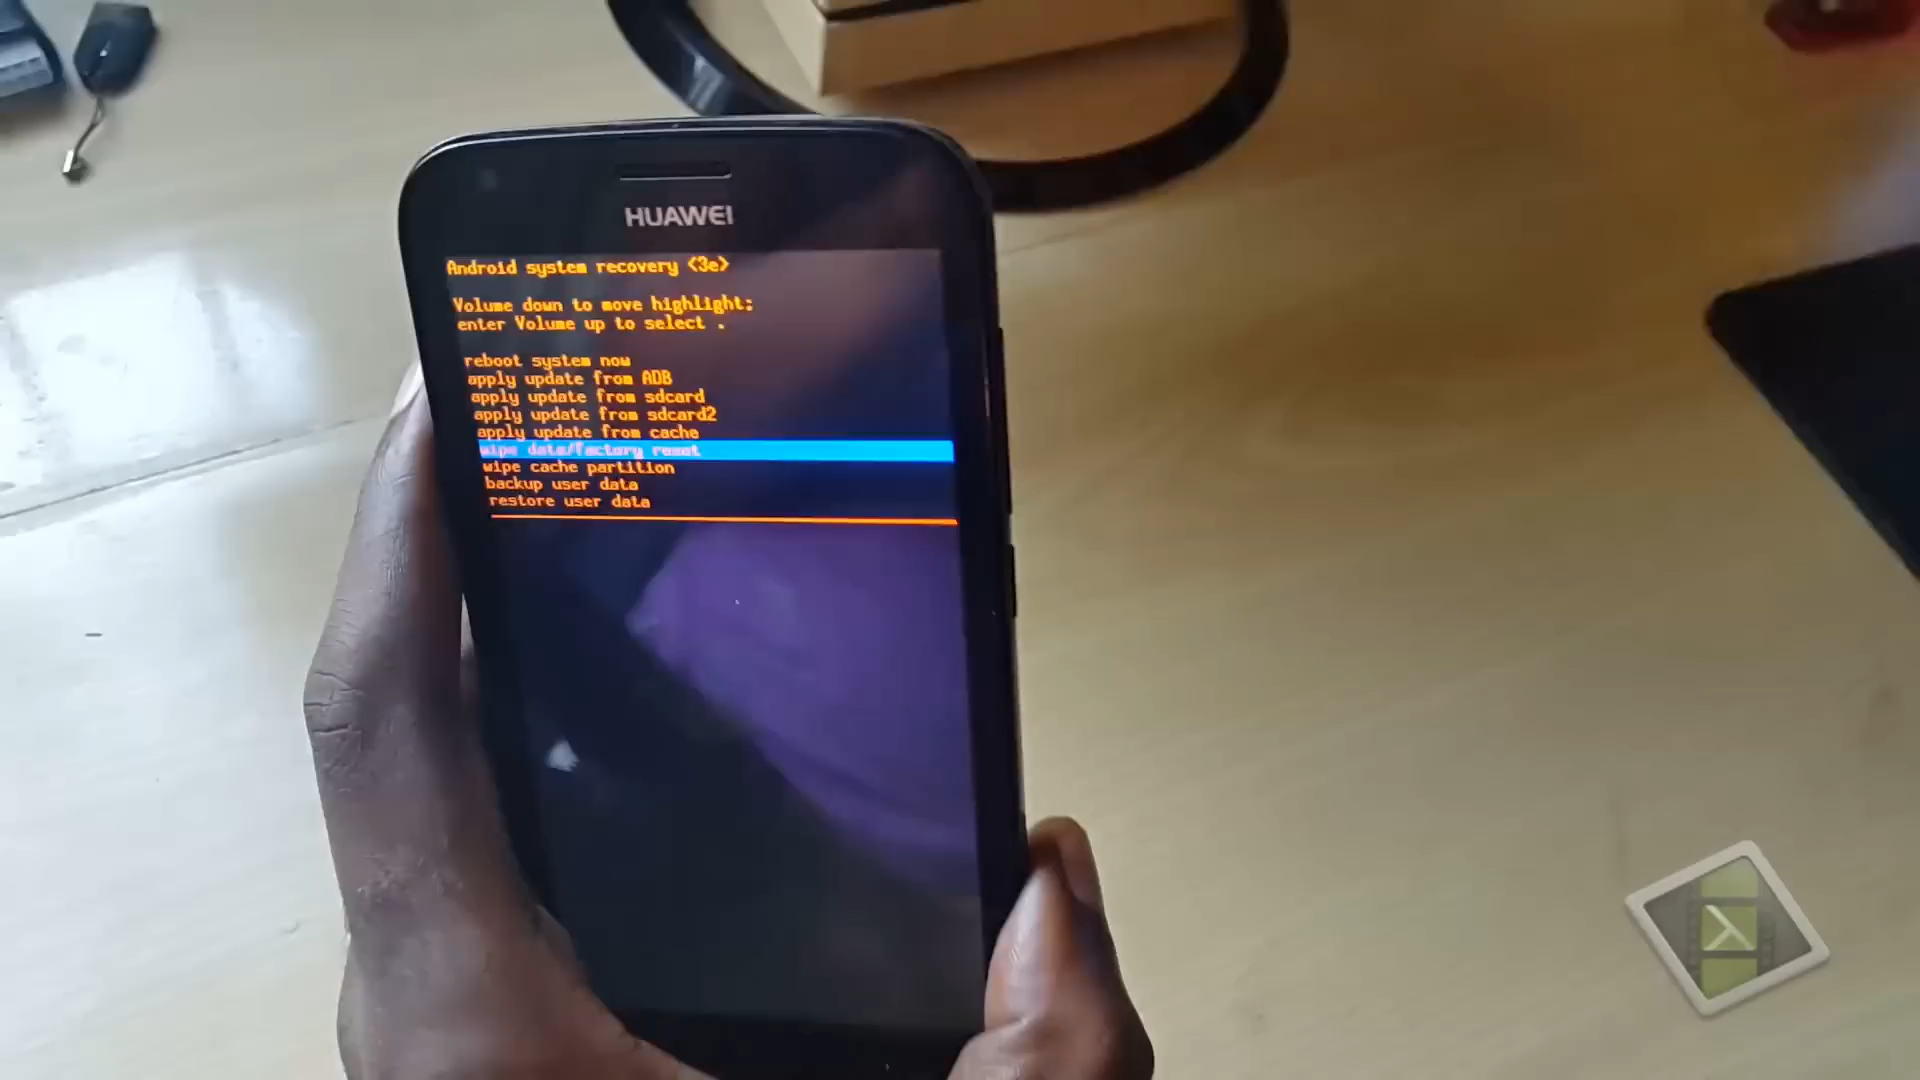 HUAWEI
Android system recovery <3e>
Volume down to move highlight;
enter Volume up to select .
reboot system now
apply update from ADB
apply update from sdcard
apply update from sdcard2
apply update from cache
wipe data/factory reset
wipe cache partition
backup user data
restore user data